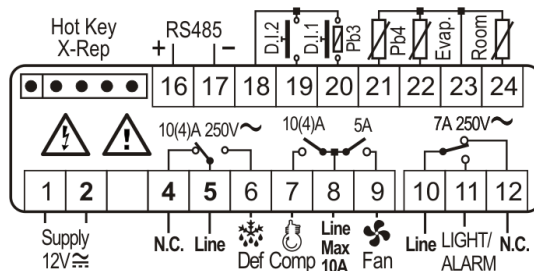 Hot Key
X-Rep
+ RS485 −
D.I.2
D.I.1
Pb3
Pb4
Evap.
Room
16 17 18 19 20 21 22 23 24
10(4)A 250V~
10(4)A 5A
7A 250V~
1 2 4 5 6 7 8 9 10 11 12
Supply
12V≂
N.C.
Line
Def
Comp
Line
Max
10A
Fan
Line
LIGHT/
ALARM
N.C.